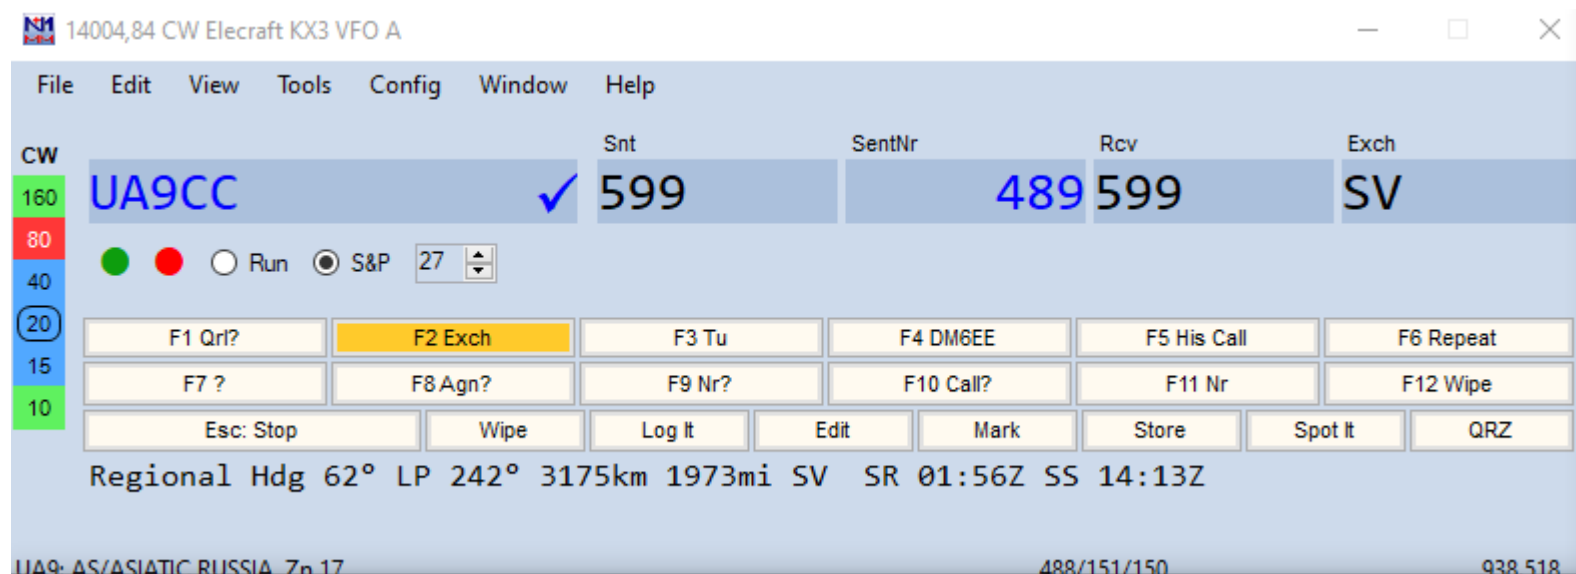 14004,84 CW Elecraft KX3 VFO A
File Edit View Tools Config Window Help
Snt SentNr Rcv Exch
CW
UA9CC 599 489 599 SV
160
80
40
20
15
10
Run S&P 27
F1 Qrl? F2 Exch F3 Tu F4 DM6EE F5 His Call F6 Repeat
F7 ? F8 Agn? F9 Nr? F10 Call? F11 Nr F12 Wipe
Esc: Stop Wipe Log It Edit Mark Store Spot It QRZ
Regional Hdg 62° LP 242° 3175km 1973mi SV SR 01:56Z SS 14:13Z
UA9: AS/ASIATIC RUSSIA Zn 17 488/151/150 938,518